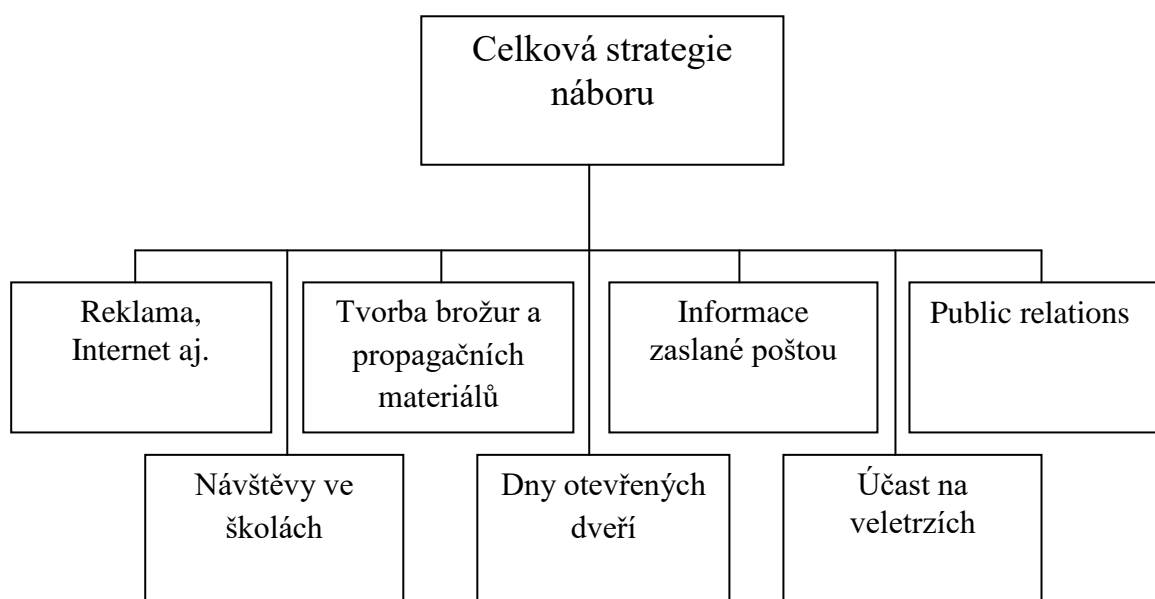 Celková strategie
náboru
Reklama,
Internet aj.
Tvorba brožur a
propagačních
materiálů
Informace
zaslané poštou
Public relations
Návštěvy ve
školách
Dny otevřených
dveří
Účast na
veletrzích